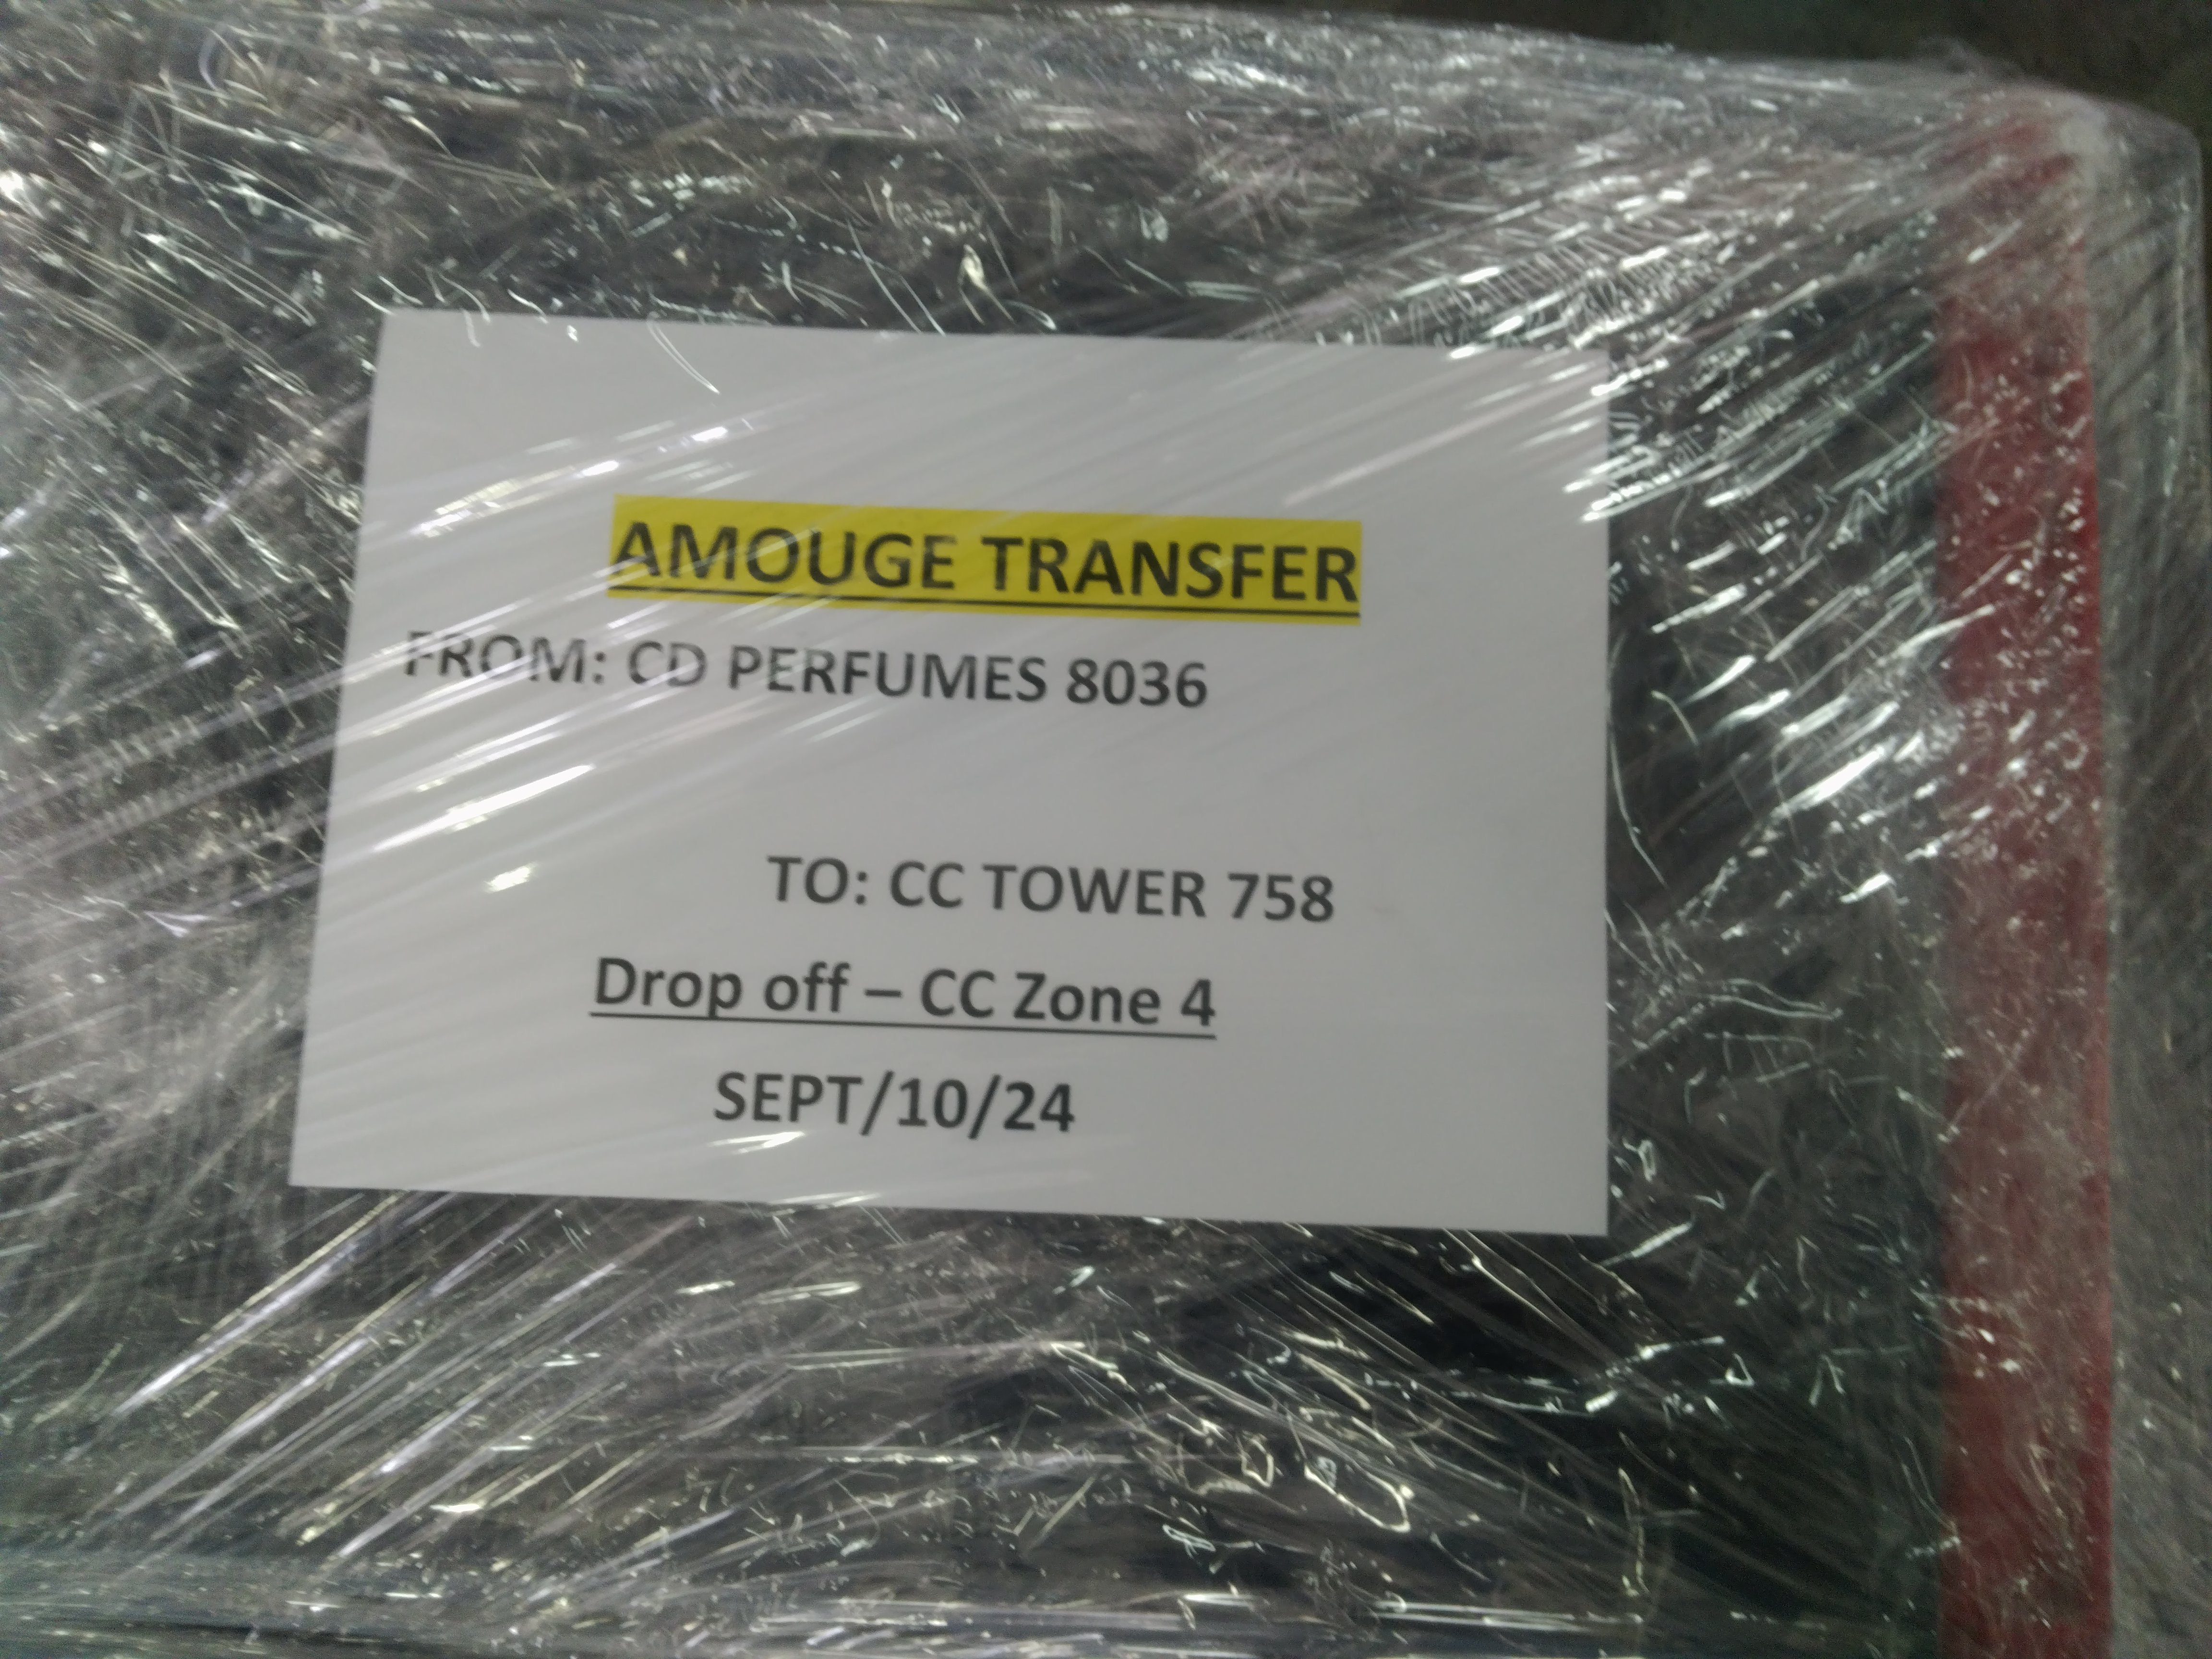 AMOUGE TRANSFER
FROM: CD PERFUMES 8036
TO: CC TOWER 758
Drop off – CC Zone 4
SEPT/10/24